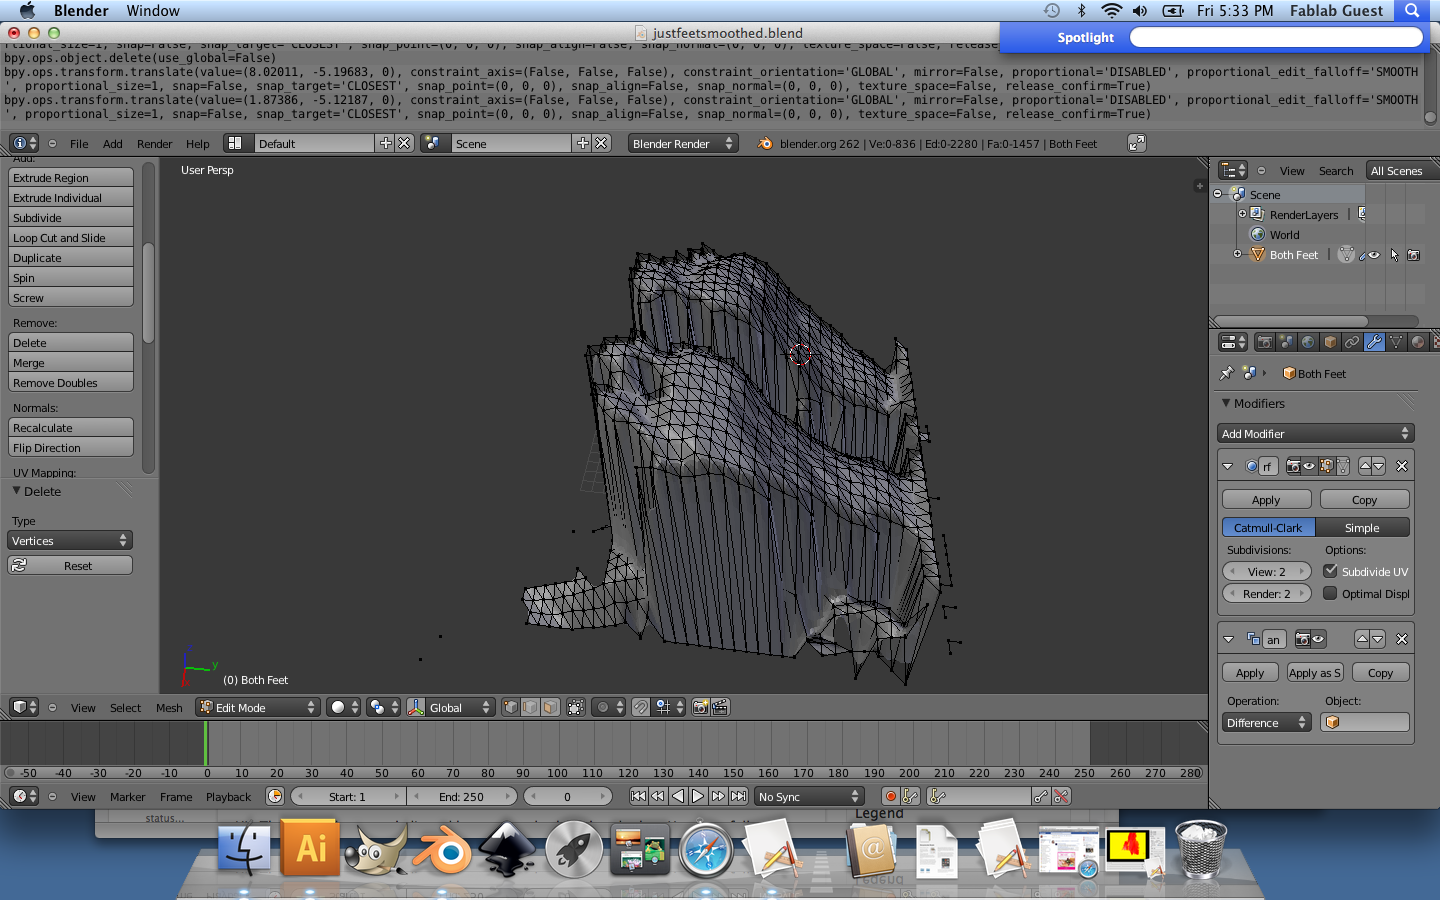 Blender Window Fri 5:33 PM Fablab Guest
justfeetsmoothed.blend
Spotlight
bpy.ops.object.delete(use_global=False)
bpy.ops.transform.translate(value=(8.02011, -5.19683, 0), constraint_axis=(False, False, False), constraint_orientation='GLOBAL', mirror=False, proportional='DISABLED', proportional_edit_falloff='SMOOTH
', proportional_size=1, snap=False, snap_target='CLOSEST', snap_point=(0, 0, 0), snap_align=False, snap_normal=(0, 0, 0), texture_space=False, release_confirm=True)
bpy.ops.transform.translate(value=(1.87386, -5.12187, 0), constraint_axis=(False, False, False), constraint_orientation='GLOBAL', mirror=False, proportional='DISABLED', proportional_edit_falloff='SMOOTH
', proportional_size=1, snap=False, snap_target='CLOSEST', snap_point=(0, 0, 0), snap_align=False, snap_normal=(0, 0, 0), texture_space=False, release_confirm=True)
File Add Render Help Default Scene Blender Render blender.org 262 | Ve:0-836 | Ed:0-2280 | Fa:0-1457 | Both Feet
Add:
Extrude Region
Extrude Individual
Subdivide
Loop Cut and Slide
Duplicate
Spin
Screw
Remove:
Delete
Merge
Remove Doubles
Normals:
Recalculate
Flip Direction
UV Mapping:
Delete
Type
Vertices
Reset
User Persp
z
y
(0) Both Feet
View Search All Scenes
Scene
RenderLayers |
World
Both Feet |
Both Feet
Modifiers
Add Modifier
rf
Apply Copy
Catmull-Clark Simple
Subdivisions: Options:
View: 2 Subdivide UV
Render: 2 Optimal Displ
an
Apply Apply as S Copy
Operation: Object:
Difference
View Select Mesh Edit Mode Global
-50 -40 -30 -20 -10 0 10 20 30 40 50 60 70 80 90 100 110 120 130 140 150 160 170 180 190 200 210 220 230 240 250 260 270 280
View Marker Frame Playback Start: 1 End: 250 0 No Sync
status... Legend
Ai
@